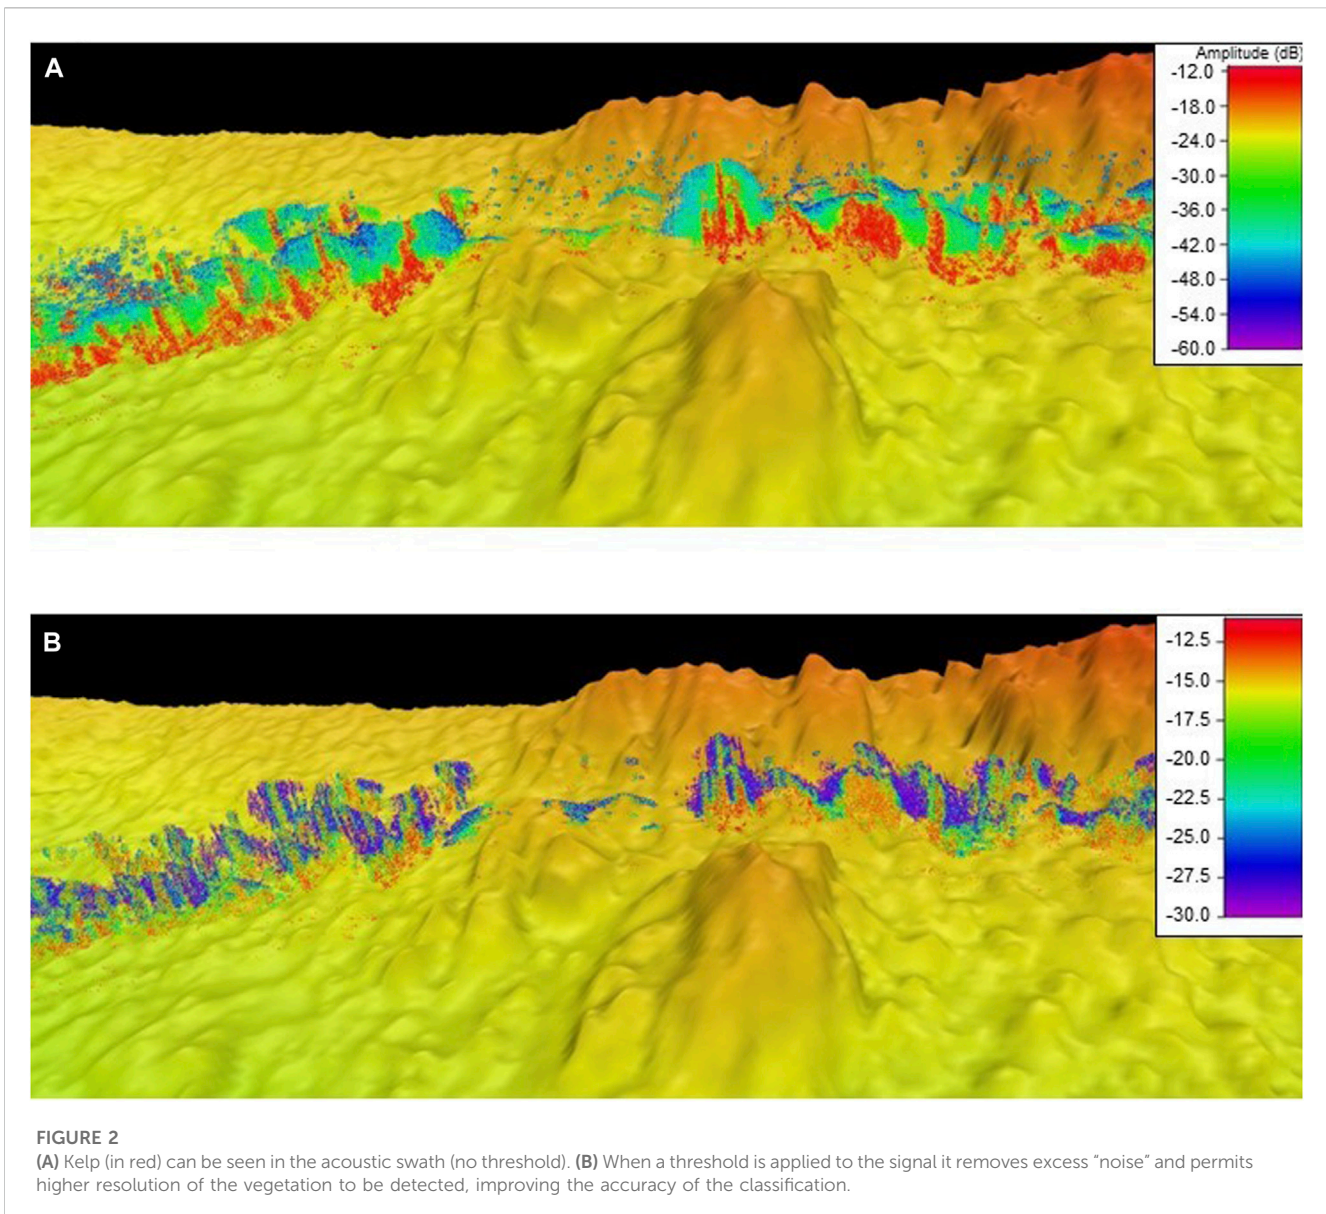 A
Amplitude (dB)
-12.0
-18.0
-24.0
-30.0
-36.0
-42.0
-48.0
-54.0
-60.0
B
-12.5
-15.0
-17.5
-20.0
-22.5
-25.0
-27.5
-30.0
FIGURE 2
(A) Kelp (in red) can be seen in the acoustic swath (no threshold). (B) When a threshold is applied to the signal it removes excess “noise” and permits
higher resolution of the vegetation to be detected, improving the accuracy of the classification.